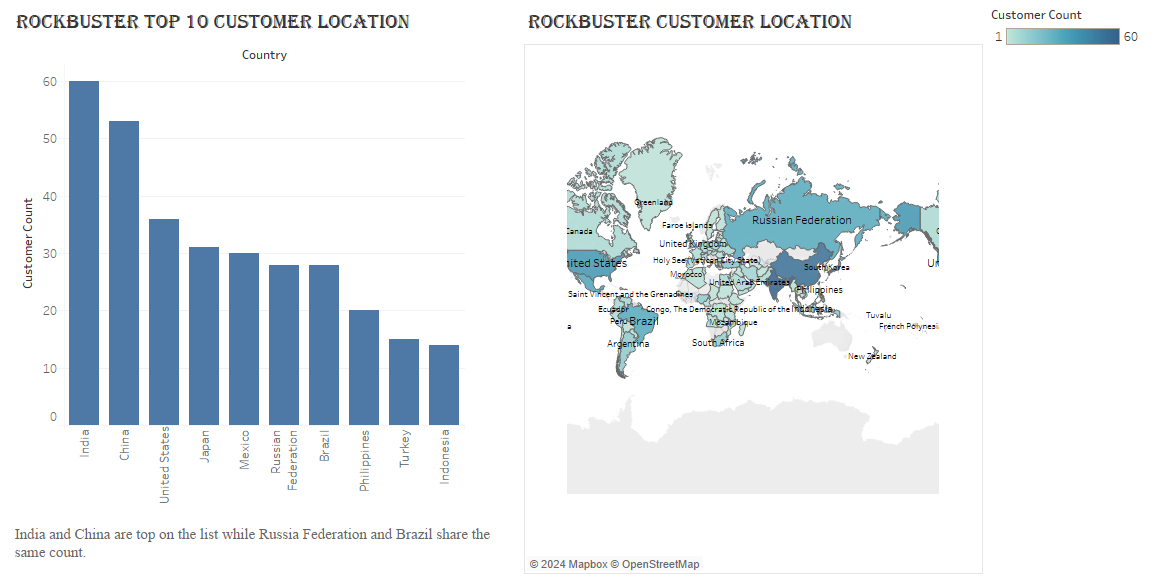 ROCKBUSTER TOP 10 CUSTOMER LOCATION
Country
Customer Count
60
50
40
30
20
10
0
India
China
United States
Japan
Mexico
Russian
Federation
Brazil
Philippines
Turkey
Indonesia
India and China are top on the list while Russia Federation and Brazil share the
same count.
ROCKBUSTER CUSTOMER LOCATION
Greenland
Canada
Faroe Islands
Russian Federation
United Kingdom
nited States
Holy See (Vatican City State)
South Korea
Morocco
United Arab Emirates
Philippines
Saint Vincent and the Grenadines
Ecuador
Congo, The Democratic Republic of the
Indonesia
Peru
Brazil
Mozambique
Tuvalu
French Polynesi
Argentina
South Africa
New Zealand
C
Un
a
© 2024 Mapbox © OpenStreetMap
Customer Count
1
60